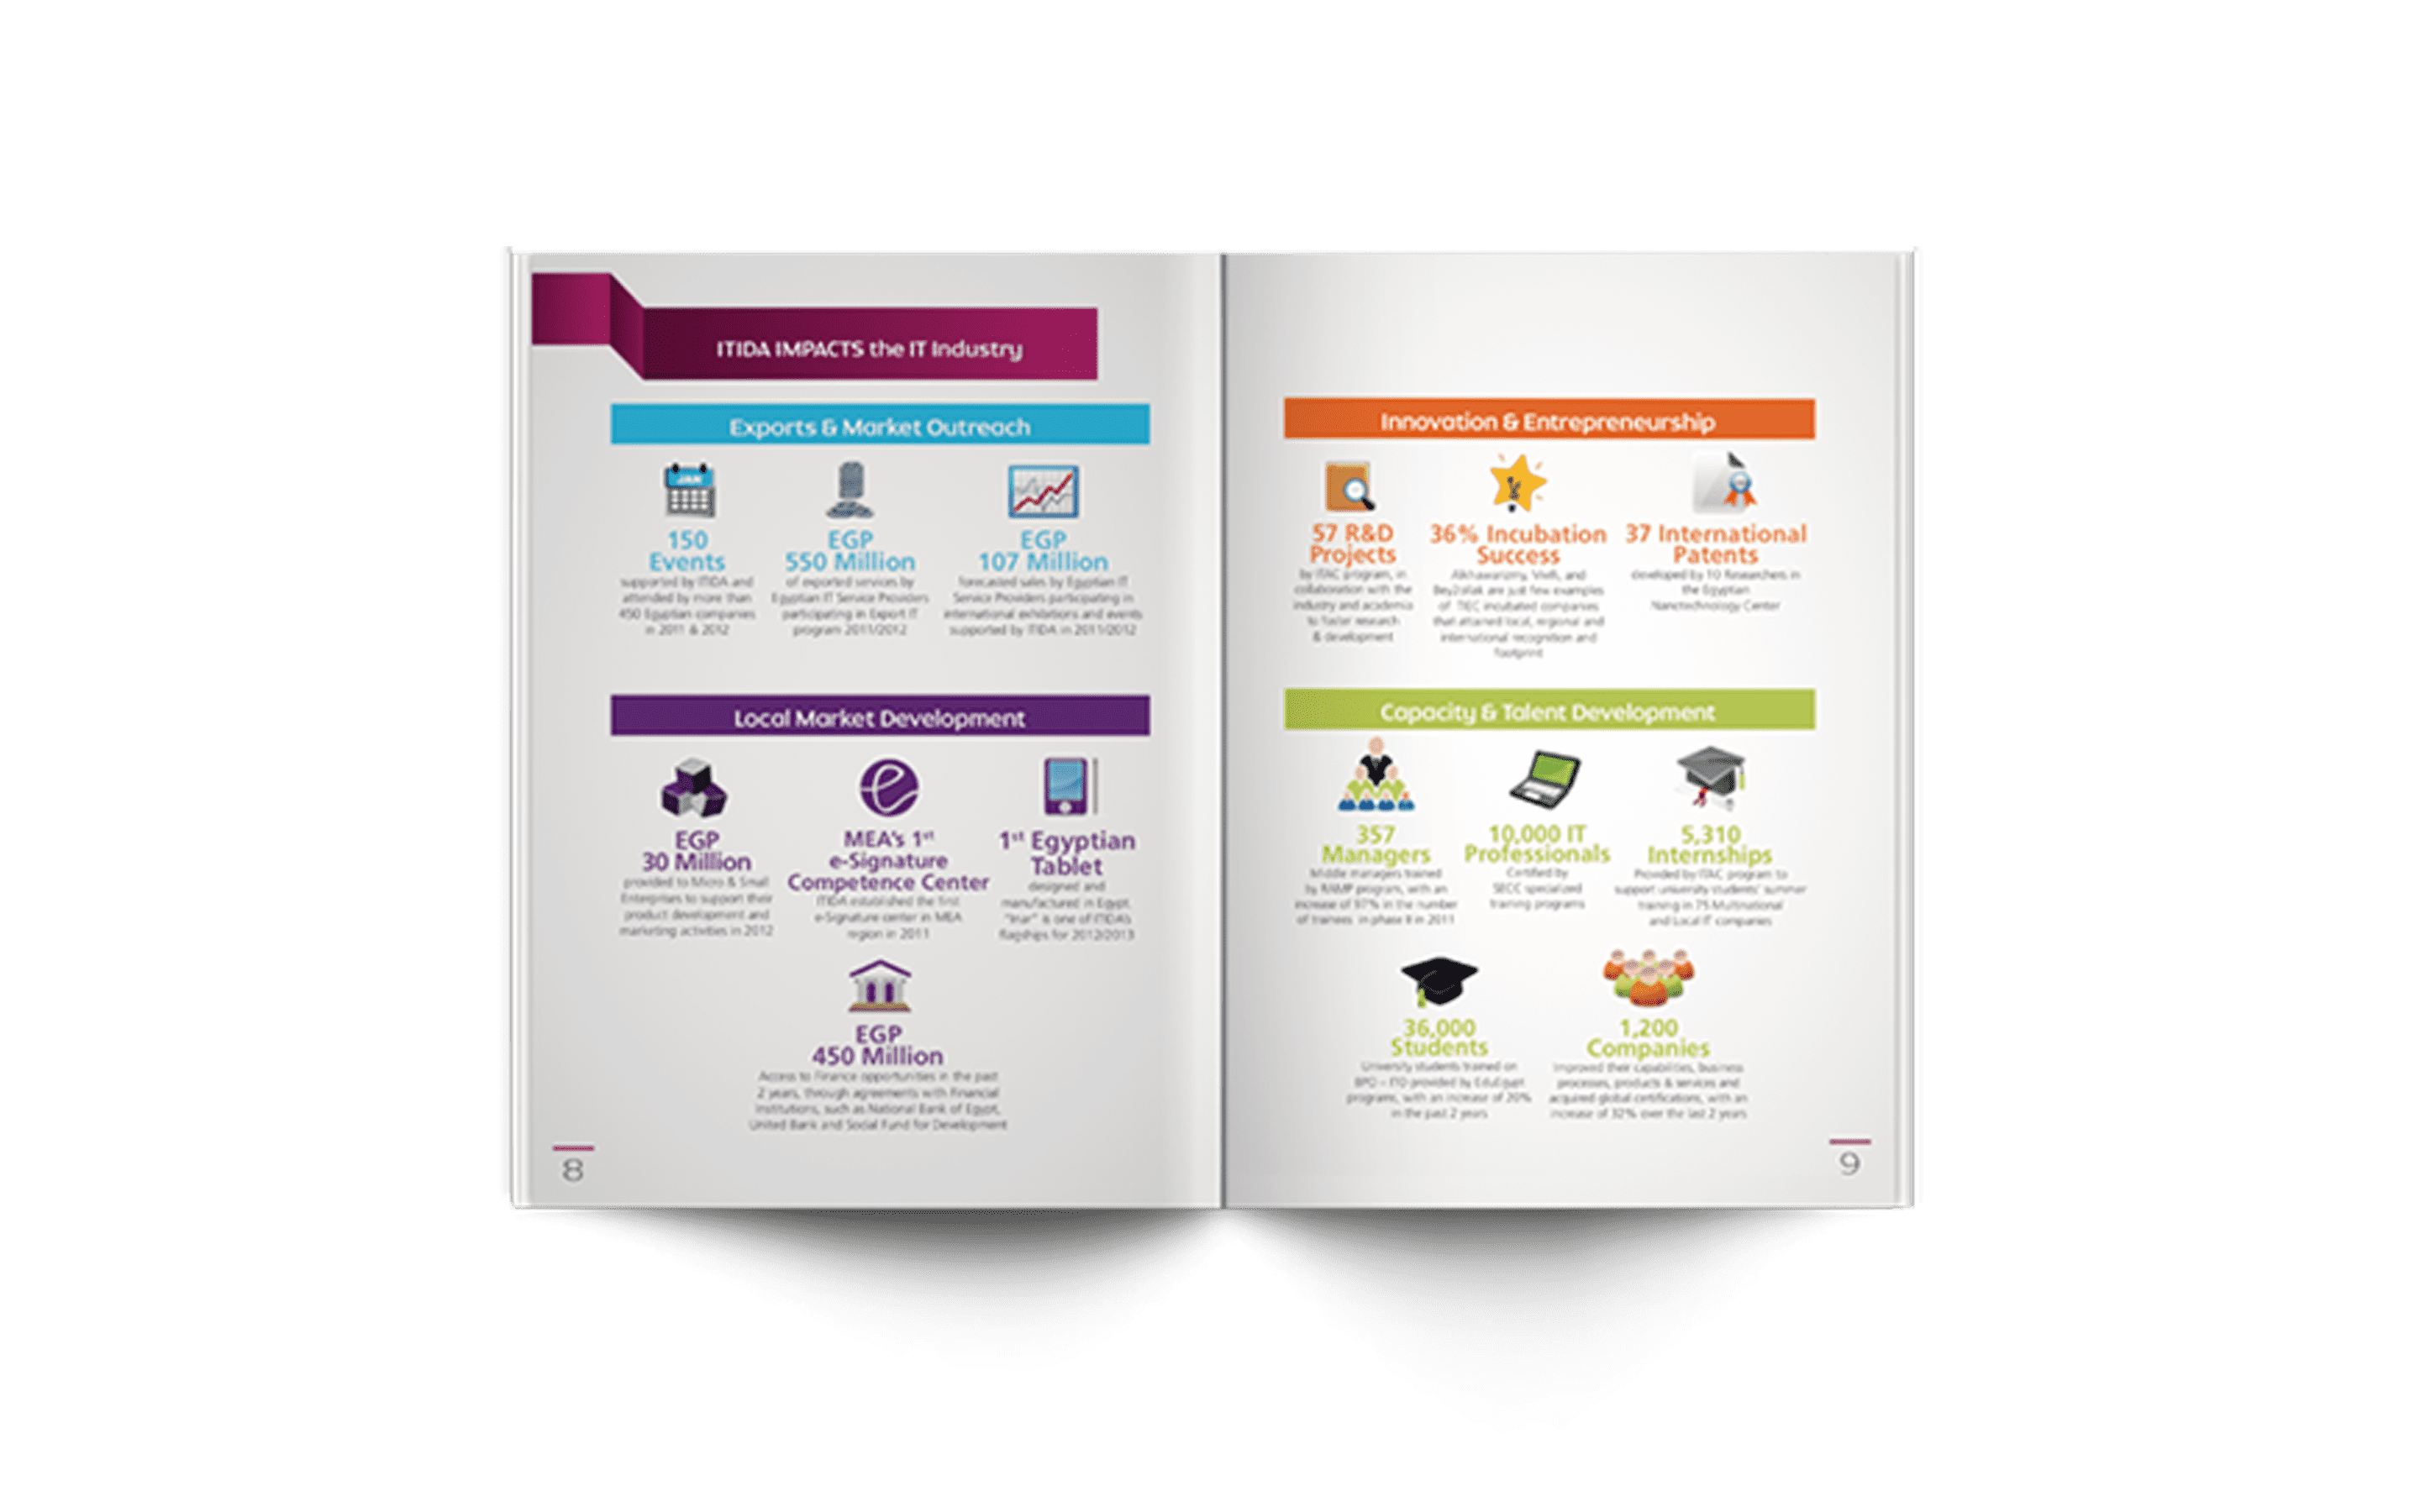 ITIDA IMPACTS the IT Industry
Exports & Market Outreach
JAN
150
Events
supported by ITIDA and
attended by more than
450 Egyptian companies
in 2011 & 2012
EGP
550 Million
of exported services by
Egyptian IT Service Providers
participating in Export IT
program 2011/2012
EGP
107 Million
forecasted sales by Egyptian IT
Service Providers participating in
international exhibitions and events
supported by ITIDA in 2011/2012
Local Market Development
EGP
30 Million
provided to Micro & Small
Enterprises to support their
product development and
marketing activities in 2012
e
MEA's 1st
e-Signature
Competence Center
ITIDA established the first
e-Signature center in MEA
region in 2011
1st Egyptian
Tablet
designed and
manufactured in Egypt.
"Inar" is one of ITIDA's
flagships for 2012/2013
EGP
450 Million
Access to Finance opportunities in the past
2 years, through agreements with Financial
Institutions, such as National Bank of Egypt,
United Bank and Social Fund for Development
8
Innovation & Entrepreneurship
57 R&D
Projects
by ITAC program, in
collaboration with the
industry and academia
to foster research
& development
36% Incubation
Success
Alkhawarizmy, and
Bey2ollak are just few examples
of TIEC incubated companies
that attained local, regional and
international recognition and
footprint
37 International
Patents
developed by 10 Researchers in
the Egyptian
Nanotechnology Center
Capacity & Talent Development
357
Managers
Middle managers trained
by RAMP program, with an
increase of 97% in the number
of trainees in phase II in 2011
10,000 IT
Professionals
Certified by
SECC specialized
training programs
5,310
Internships
Provided by ITAC program to
support university students' summer
training in 75 Multinational
and Local IT companies
36,000
Students
University students trained on
BPO – ITO provided by EduEgypt
programs, with an increase of 20%
in the past 2 years
1,200
Companies
Improved their capabilities, business
processes, products & services and
acquired global certifications, with an
increase of 32% over the last 2 years
9